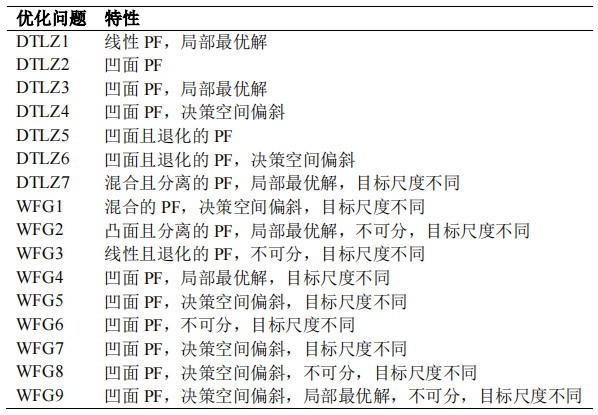 优化问题 特性
DTLZ1 线性 PF，局部最优解
DTLZ2 凹面 PF
DTLZ3 凹面 PF，局部最优解
DTLZ4 凹面 PF，决策空间偏斜
DTLZ5 凹面且退化的 PF
DTLZ6 凹面且退化的 PF，决策空间偏斜
DTLZ7 混合且分离的 PF，局部最优解，目标尺度不同
WFG1 混合的 PF，决策空间偏斜，目标尺度不同
WFG2 凸面且分离的 PF，局部最优解，不可分，目标尺度不同
WFG3 线性且退化的 PF，不可分，目标尺度不同
WFG4 凹面 PF，局部最优解，目标尺度不同
WFG5 凹面 PF，决策空间偏斜，目标尺度不同
WFG6 凹面 PF，不可分，目标尺度不同
WFG7 凹面 PF，决策空间偏斜，目标尺度不同
WFG8 凹面 PF，决策空间偏斜，不可分，目标尺度不同
WFG9 凹面 PF，决策空间偏斜，局部最优解，不可分，目标尺度不同